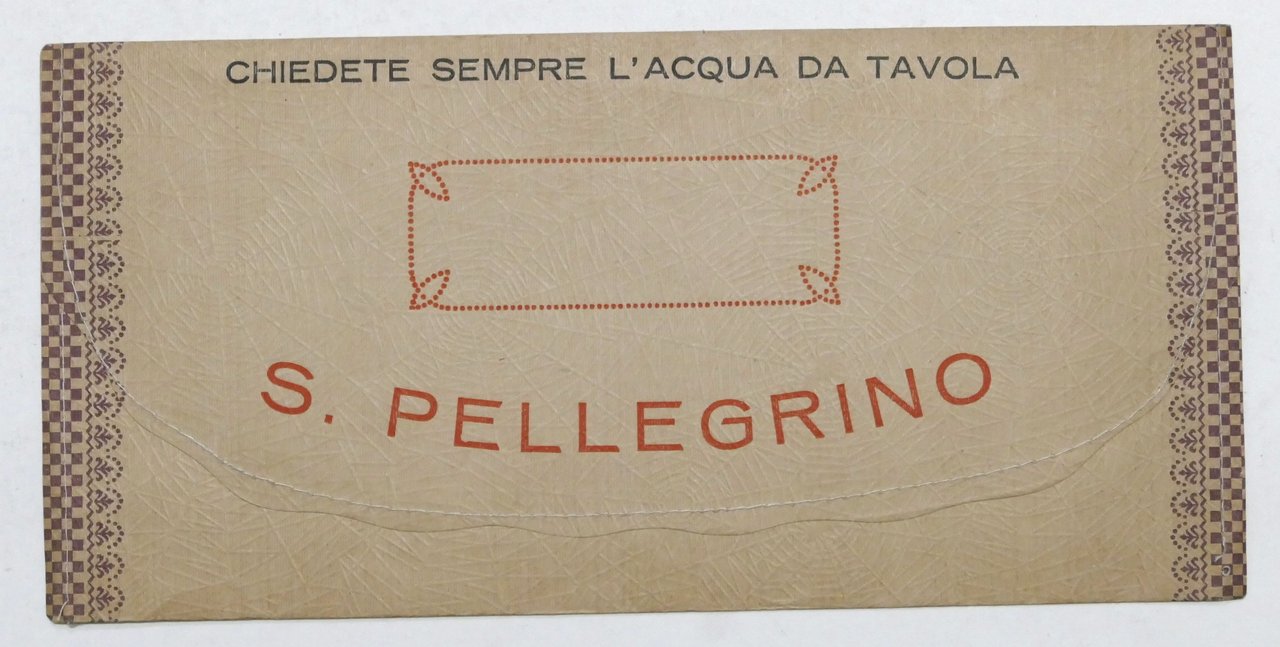 CHIEDETE SEMPRE L'ACQUA DA TAVOLA
S. PELLEGRINO